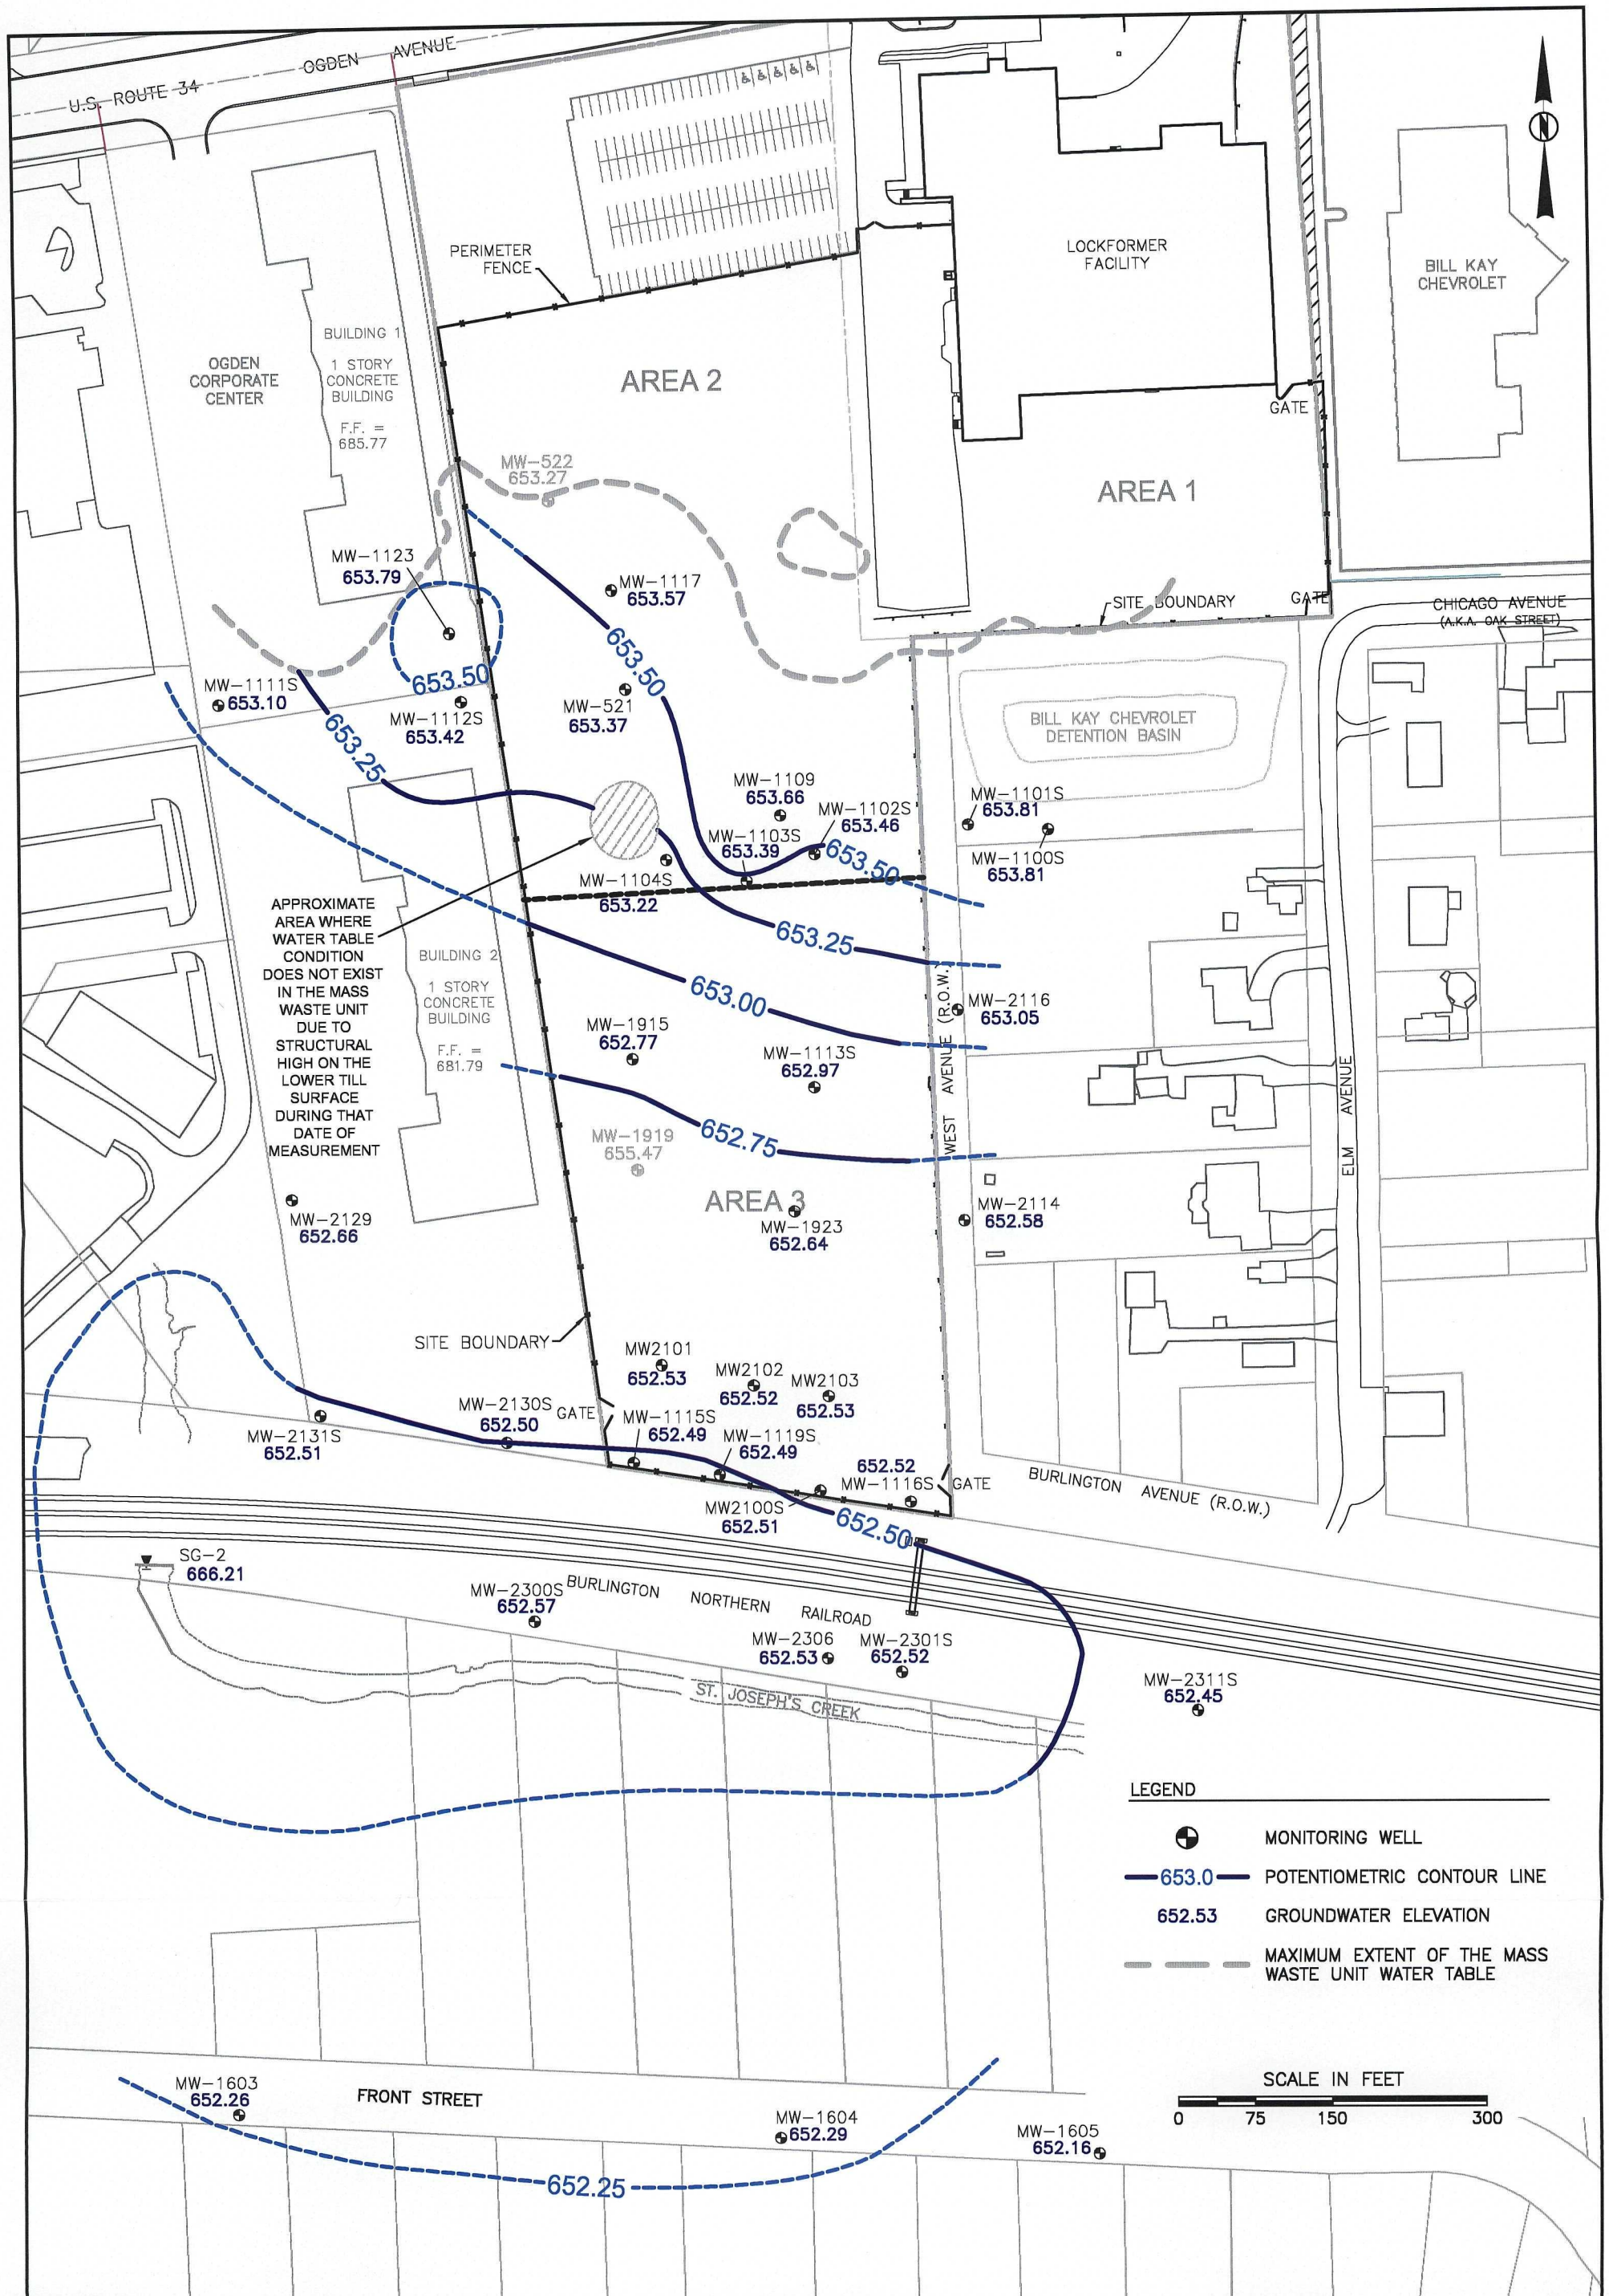 OGDEN AVENUE
U.S. ROUTE 34
PERIMETER
FENCE
LOCKFORMER
FACILITY
BILL KAY
CHEVROLET
N
BUILDING 1
1 STORY
CONCRETE
BUILDING
F.F. =
685.77
OGDEN
CORPORATE
CENTER
AREA 2
GATE
AREA 1
MW-522
653.27
MW-1123
653.79
MW-1117
653.57
SITE BOUNDARY
GATE
CHICAGO AVENUE
(A.K.A. OAK STREET)
653.50
653.50
MW-1111S
653.10
MW-1112S
653.42
MW-521
653.37
BILL KAY CHEVROLET
DETENTION BASIN
653.25
MW-1109
653.66
MW-1102S
653.46
MW-1101S
653.81
MW-1103S
653.39
653.50
MW-1100S
653.81
MW-1104S
653.22
APPROXIMATE
AREA WHERE
WATER TABLE
CONDITION
DOES NOT EXIST
IN THE MASS
WASTE UNIT
DUE TO
STRUCTURAL
HIGH ON THE
LOWER TILL
SURFACE
DURING THAT
DATE OF
MEASUREMENT
653.25
BUILDING 2
1 STORY
CONCRETE
BUILDING
F.F. =
681.79
653.00
MW-2116
653.05
MW-1915
652.77
MW-1113S
652.97
WEST AVENUE (R.O.W.)
ELM AVENUE
MW-1919
655.47
652.75
AREA 3
MW-1923
652.64
MW-2114
652.58
MW-2129
652.66
SITE BOUNDARY
MW2101
652.53
MW2102
652.52
MW2103
652.53
MW-2130S
652.50
GATE
MW-1115S
652.49
MW-2131S
652.51
MW-1119S
652.49
652.52
MW-1116S
GATE
BURLINGTON AVENUE (R.O.W.)
MW2100S
652.51
652.50
SG-2
666.21
MW-2300S
652.57
BURLINGTON NORTHERN RAILROAD
MW-2306
652.53
MW-2301S
652.52
MW-2311S
652.45
ST. JOSEPH'S CREEK
LEGEND
MONITORING WELL
653.0 POTENTIOMETRIC CONTOUR LINE
652.53 GROUNDWATER ELEVATION
MAXIMUM EXTENT OF THE MASS
WASTE UNIT WATER TABLE
SCALE IN FEET
0 75 150 300
MW-1603
652.26
FRONT STREET
MW-1604
652.29
MW-1605
652.16
652.25